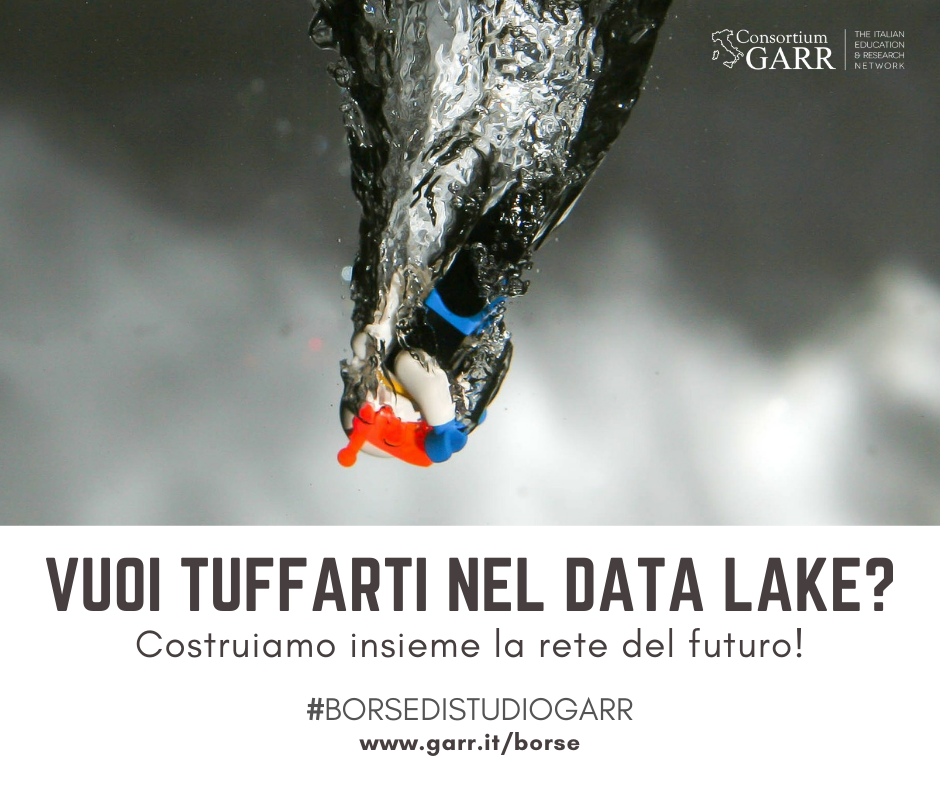 Consortium
GARR
THE ITALIAN
EDUCATION
& RESEARCH
NETWORK
VUOI TUFFARTI NEL DATA LAKE?
Costruiamo insieme la rete del futuro!
#BORSEDISTUDIOGARR
www.garr.it/borse